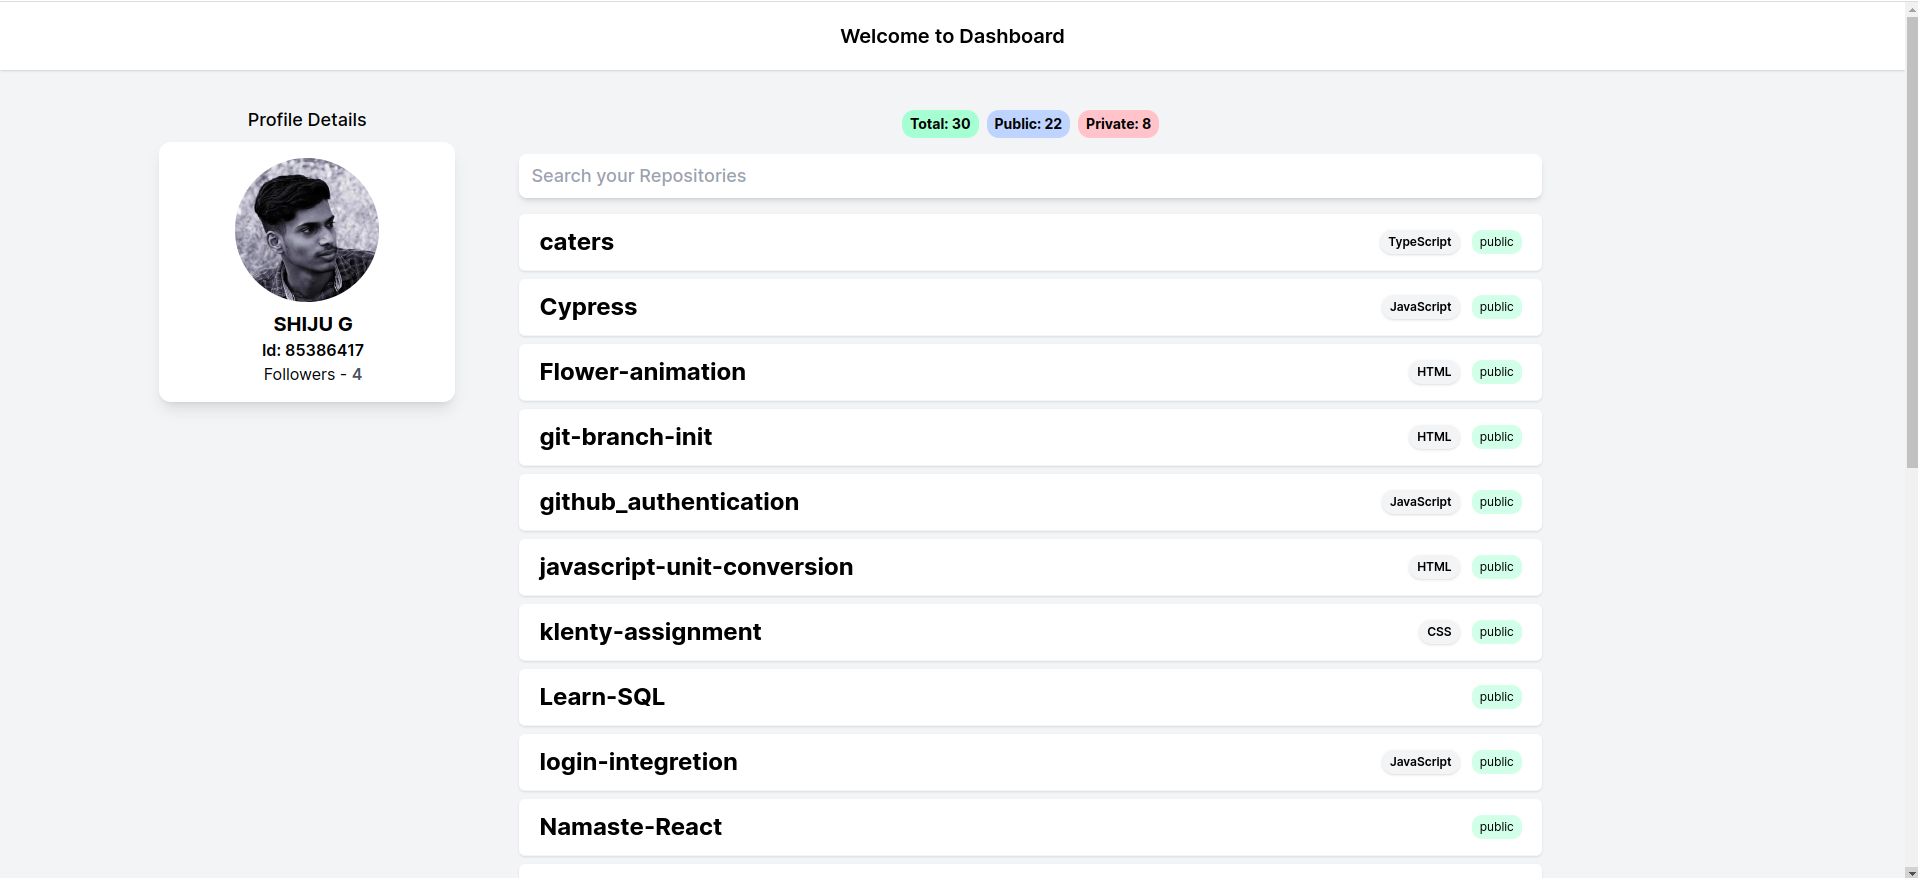 Welcome to Dashboard
Profile Details
SHIJU G
Id: 85386417
Followers - 4
Total: 30 Public: 22 Private: 8
Search your Repositories
caters TypeScript public
Cypress JavaScript public
Flower-animation HTML public
git-branch-init HTML public
github_authentication JavaScript public
javascript-unit-conversion HTML public
klenty-assignment CSS public
Learn-SQL public
login-integretion JavaScript public
Namaste-React public